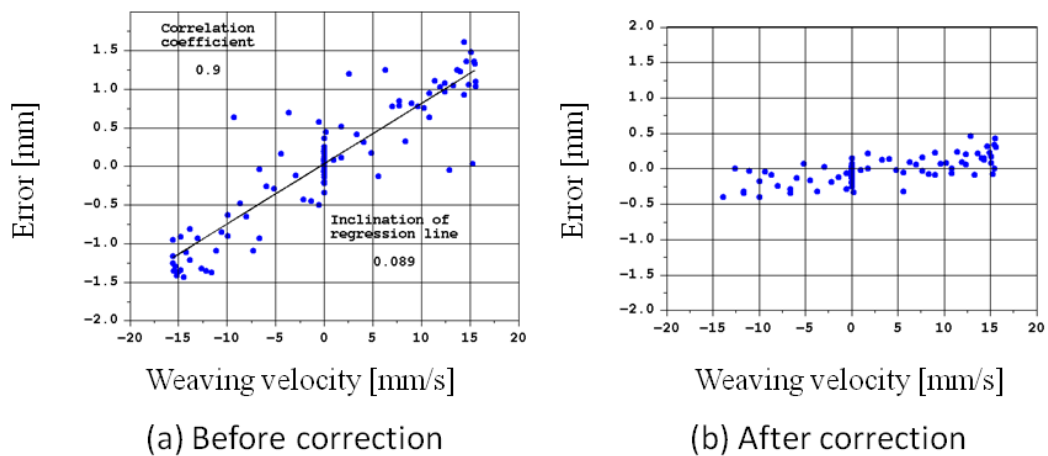 Correlation
coefficient
0.9
Error [mm]
1.5
1.0
0.5
0.0
−0.5
−1.0
−1.5
−2.0
Inclination of
regression line
0.089
−20 −15 −10 −5 0 5 10 15 20
Weaving velocity [mm/s]
(a) Before correction
Error [mm]
2.0
1.5
1.0
0.5
0.0
−0.5
−1.0
−1.5
−2.0
−20 −15 −10 −5 0 5 10 15 20
Weaving velocity [mm/s]
(b) After correction